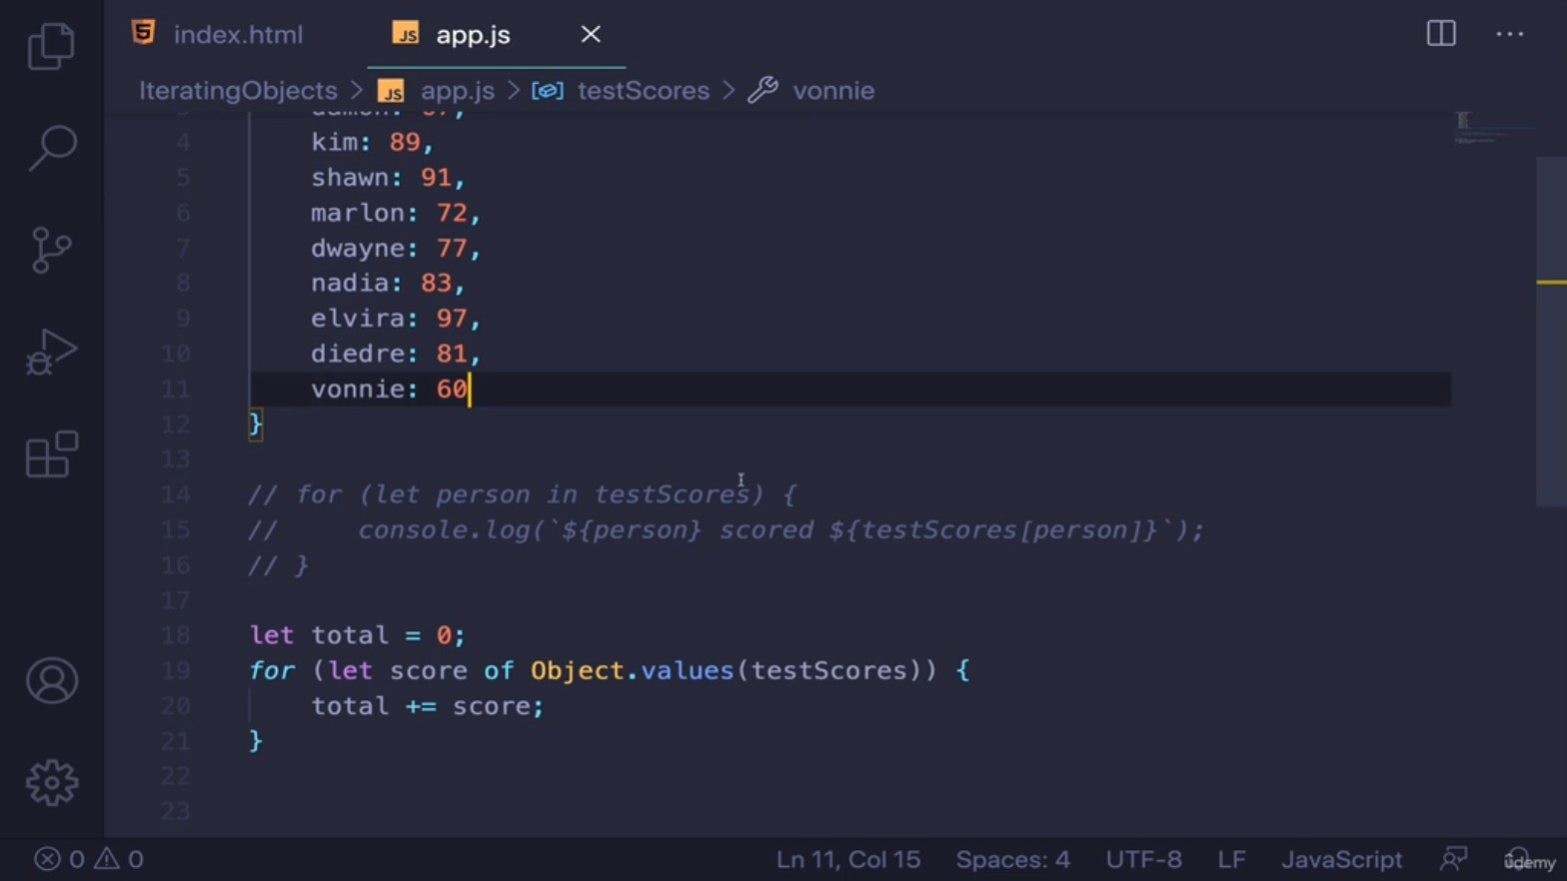 index.html app.js
IteratingObjects > app.js > testScores > vonnie
4 kim: 89,
5 shawn: 91,
6 marlon: 72,
7 dwayne: 77,
8 nadia: 83,
9 elvira: 97,
10 diedre: 81,
11 vonnie: 60
12 }
13
14 // for (let person in testScores) {
15 //     console.log(`${person} scored ${testScores[person]}`);
16 // }
17
18 let total = 0;
19 for (let score of Object.values(testScores)) {
20     total += score;
21 }
22
23
0 0 Ln 11, Col 15 Spaces: 4 UTF-8 LF JavaScript
udemy